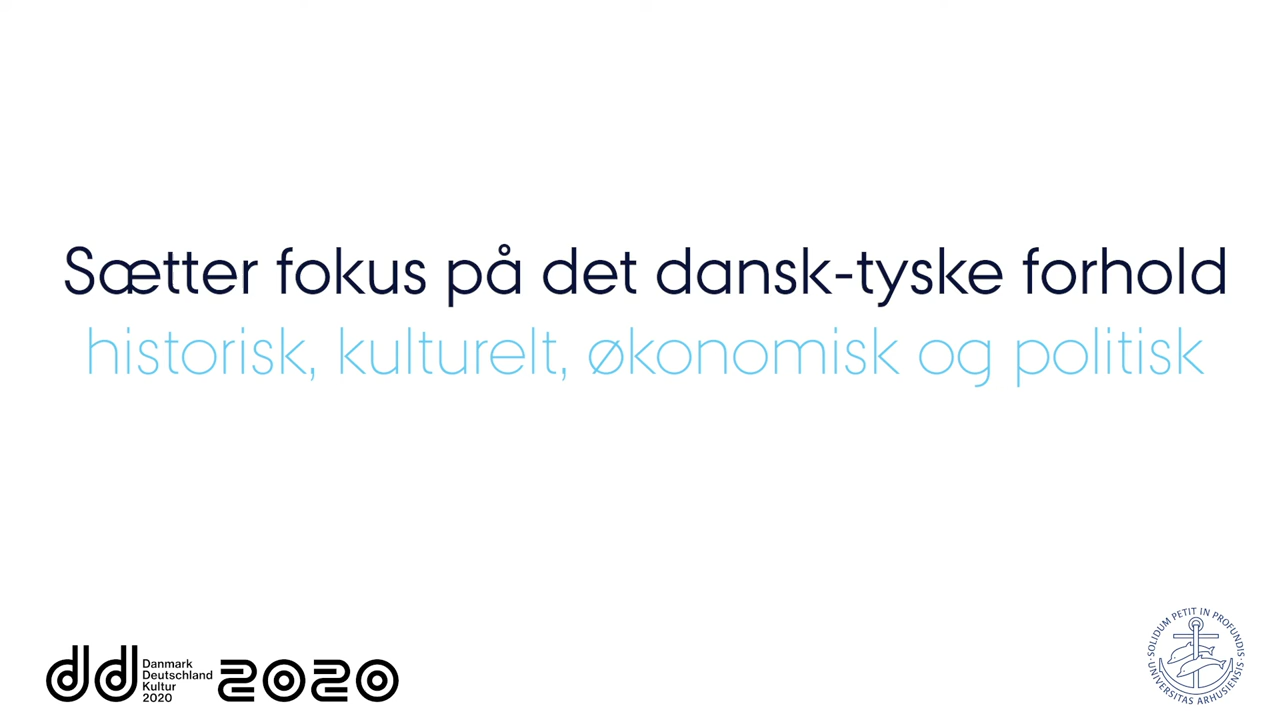 Sætter fokus på det dansk-tyske forhold
historisk, kulturelt, økonomisk og politisk
dd
Danmark
Deutschland
Kultur
2020
2020
SOLIDUM PETIT IN PROFUNDIS
UNIVERSITAS ARHUSIENSIS